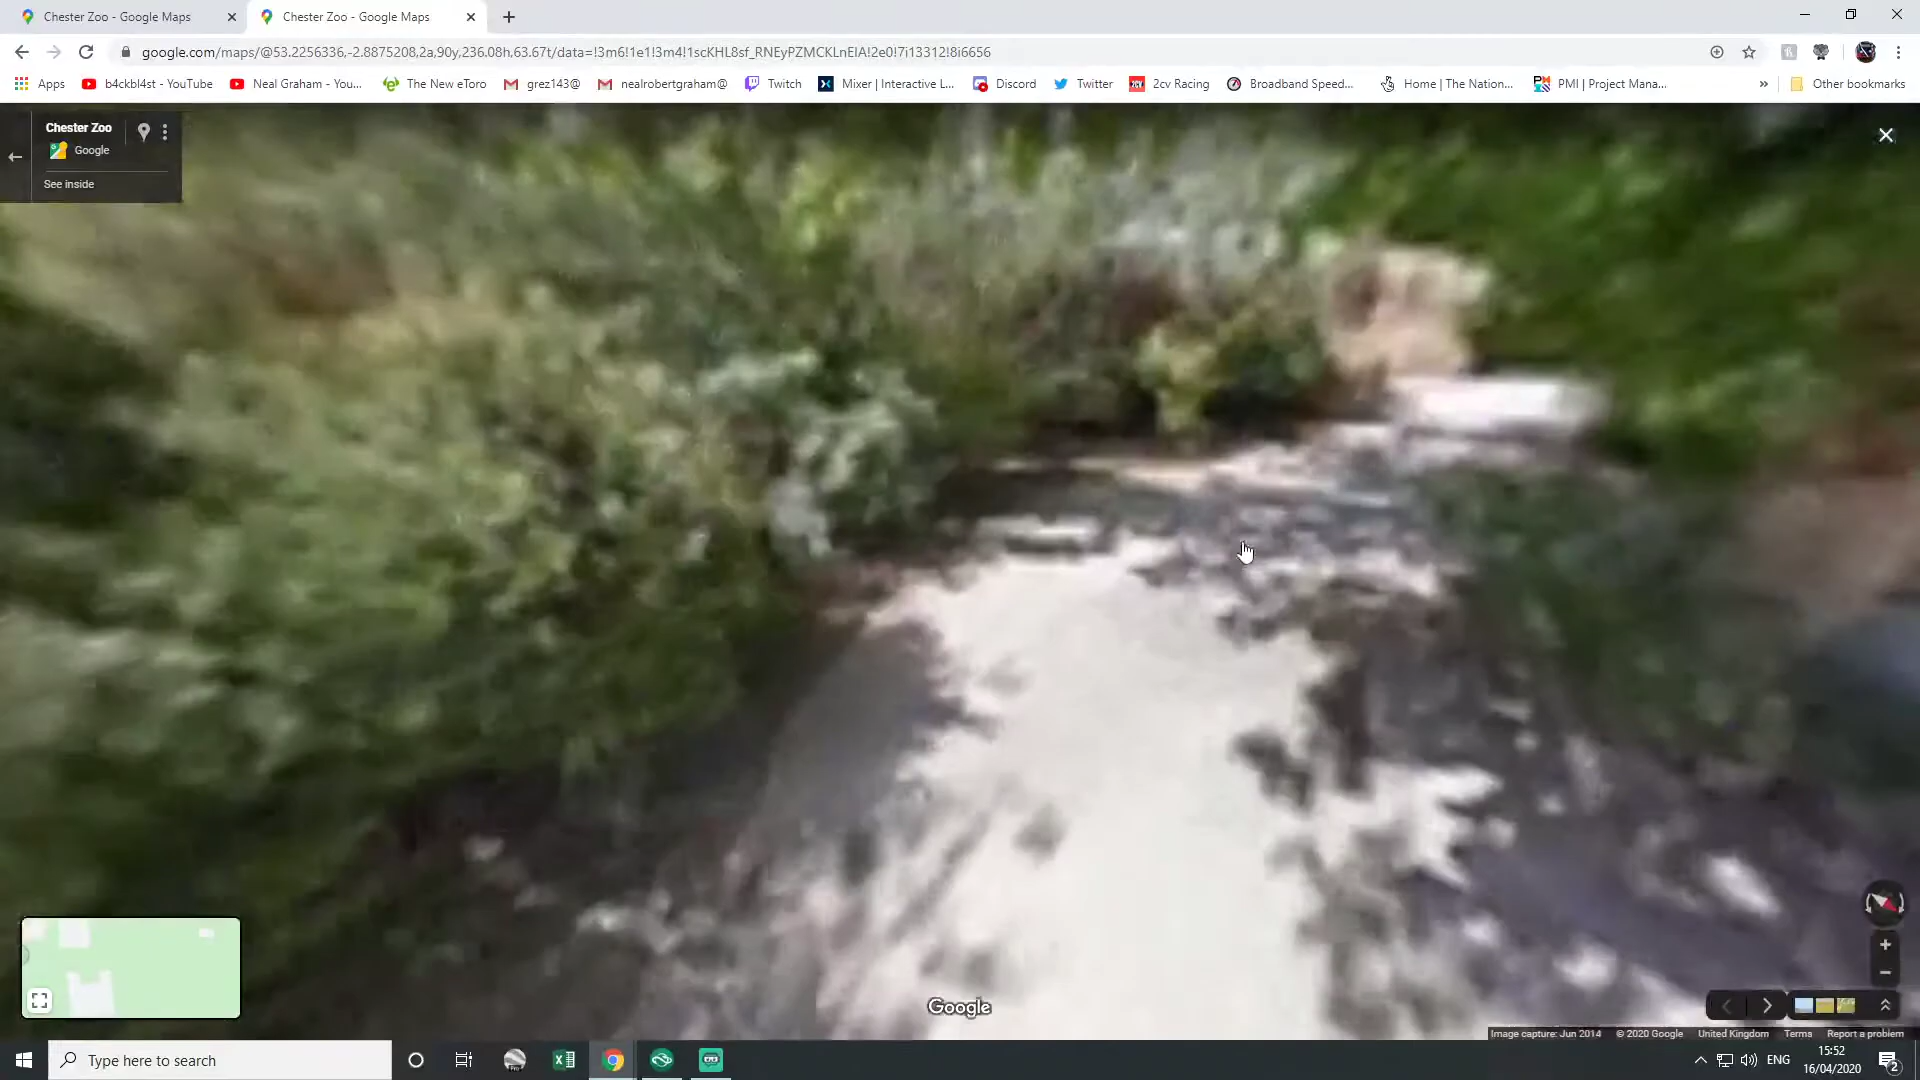 Chester Zoo - Google Maps
Chester Zoo - Google Maps
google.com/maps/@53.2256336,-2.8875208,2a,90y,236.08h,63.67t/data=!3m6!1e1!3m4!1scKHL8sf_RNEyPZMCKLnEIA!2e0!7i13312!8i6656
Apps
b4ckbl4st - YouTube
Neal Graham - You...
The New eToro
grez143@
nealrobertgraham@
Twitch
Mixer | Interactive L...
Discord
Twitter
2cv Racing
Broadband Speed...
Home | The Nation...
PMI | Project Mana...
Other bookmarks
Chester Zoo
Google
See inside
Google
Image capture: Jun 2014 © 2020 Google United Kingdom Terms Report a problem
Type here to search
ENG
15:52
16/04/2020
2